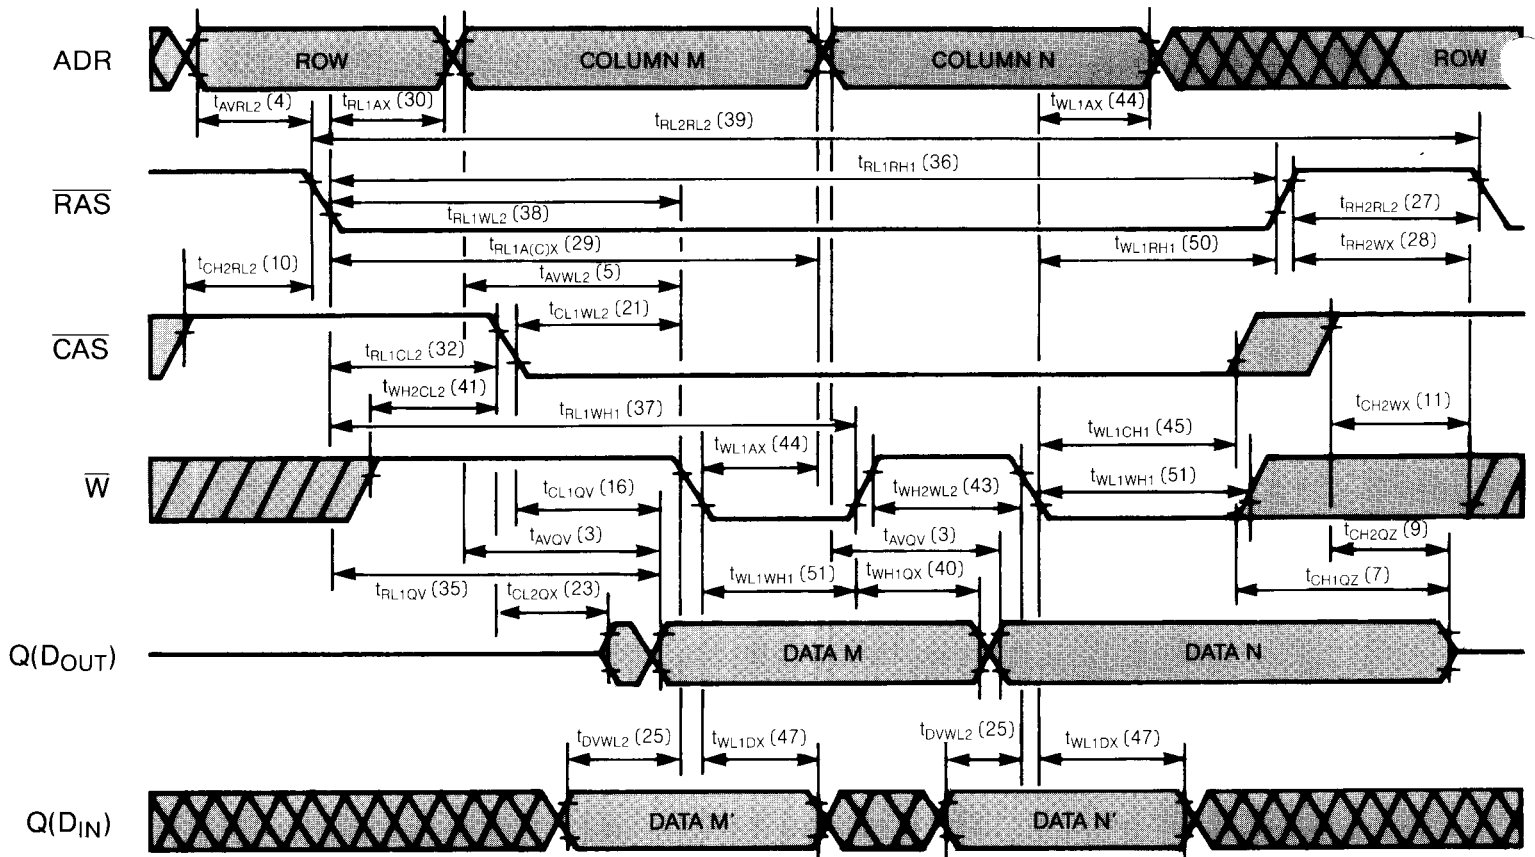 ADR
ROW
COLUMN M
COLUMN N
ROW
tAVRL2 (4)
tRL1AX (30)
tWL1AX (44)
tRL2RL2 (39)
RAS
tRL1RH1 (36)
tRL1WL2 (38)
tRH2RL2 (27)
tRL1A(C)X (29)
tWL1RH1 (50)
tRH2WX (28)
tCH2RL2 (10)
tAVWL2 (5)
tCL1WL2 (21)
CAS
tRL1CL2 (32)
tWH2CL2 (41)
tRL1WH1 (37)
tCH2WX (11)
tWL1CH1 (45)
tWL1AX (44)
W
tCL1QV (16)
tWH2WL2 (43)
tWL1WH1 (51)
tAVQV (3)
tAVQV (3)
tCH2QZ (9)
tRL1QV (35)
tCL2QX (23)
tWL1WH1 (51)
tWH1QX (40)
tCH1QZ (7)
Q(DOUT)
DATA M
DATA N
tDVWL2 (25)
tWL1DX (47)
tDVWL2 (25)
tWL1DX (47)
Q(DIN)
DATA M'
DATA N'